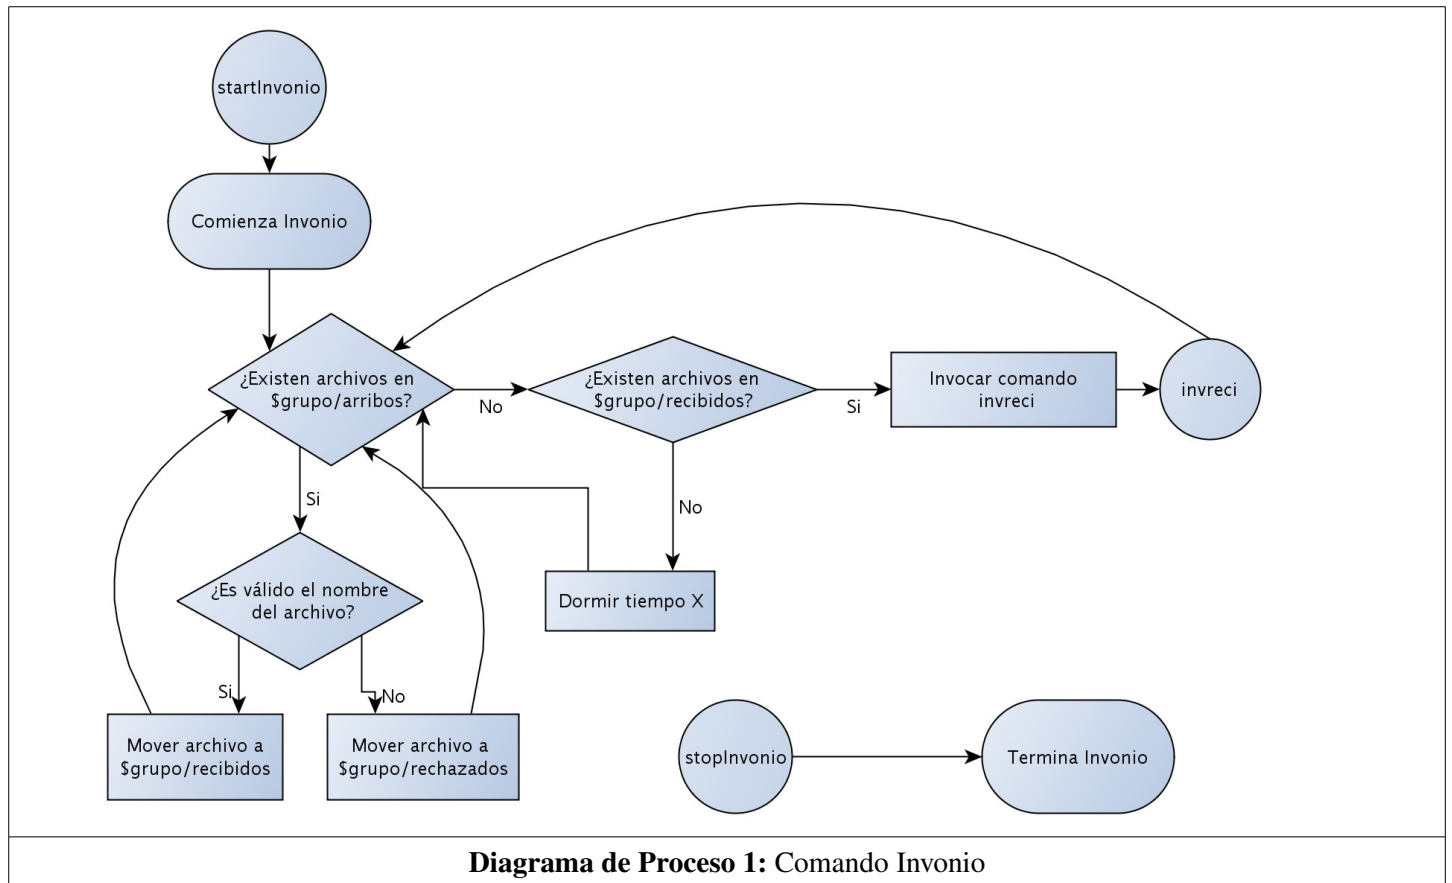 startInvonio
Comienza Invonio
¿Existen archivos en
$grupo/arribos?
No
¿Existen archivos en
$grupo/recibidos?
Si
Invocar comando
invreci
invreci
Si
No
¿Es válido el nombre
del archivo?
Dormir tiempo X
Si
No
Mover archivo a
$grupo/recibidos
Mover archivo a
$grupo/rechazados
stopInvonio
Termina Invonio
Diagrama de Proceso 1: Comando Invonio